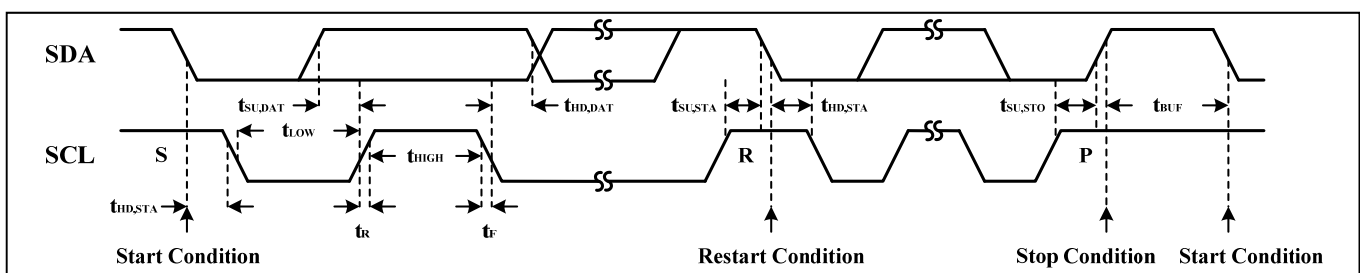 SDA
tSU,DAT
tHD,DAT
tSU,STA
tHD,STA
tSU,STO
tBUF
tLOW
SCL
S
tHIGH
R
P
tHD,STA
tR
tF
Start Condition
Restart Condition
Stop Condition
Start Condition